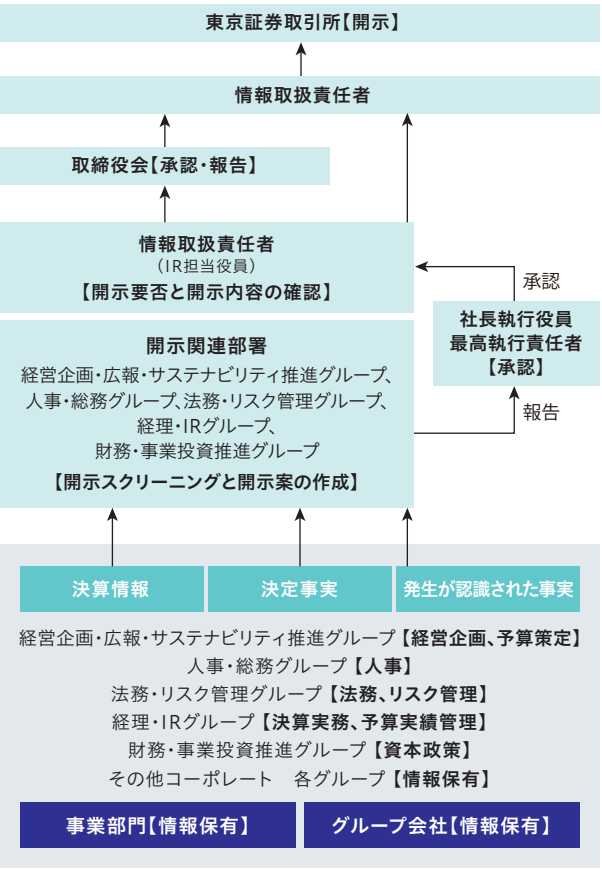 東京証券取引所【開示】
情報取扱責任者
取締役会【承認・報告】
情報取扱責任者
（IR担当役員）
【開示要否と開示内容の確認】
承認
社長執行役員
最高執行責任者
【承認】
報告
開示関連部署
経営企画・広報・サステナビリティ推進グループ、
人事・総務グループ、法務・リスク管理グループ、
経理・IRグループ、
財務・事業投資推進グループ
【開示スクリーニングと開示案の作成】
決算情報
決定事実
発生が認識された事実
経営企画・広報・サステナビリティ推進グループ【経営企画、予算策定】
人事・総務グループ【人事】
法務・リスク管理グループ【法務、リスク管理】
経理・IRグループ【決算実務、予算実績管理】
財務・事業投資推進グループ【資本政策】
その他コーポレート　各グループ【情報保有】
事業部門【情報保有】
グループ会社【情報保有】